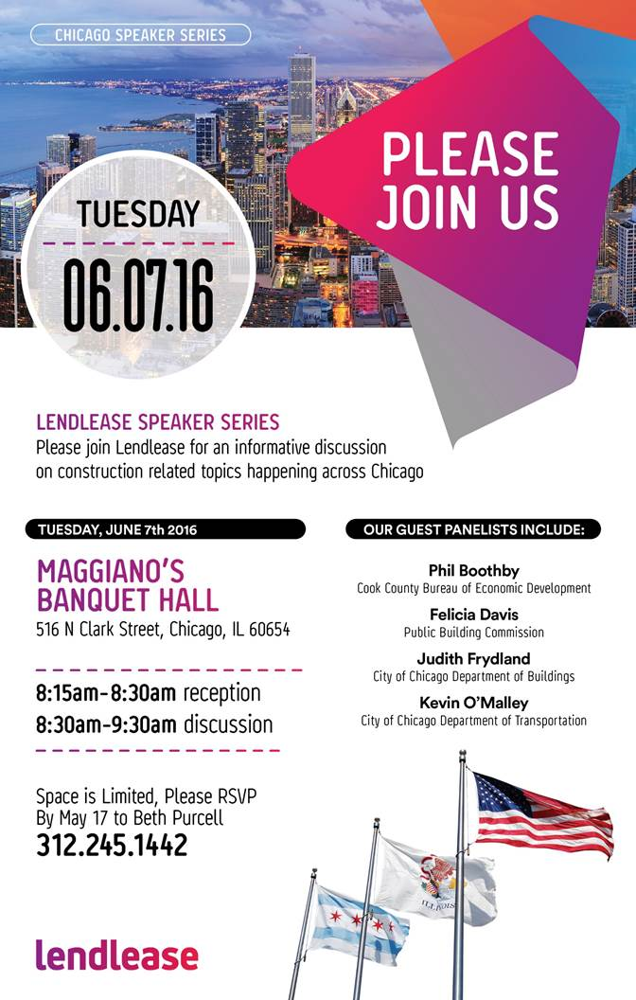 CHICAGO SPEAKER SERIES
PLEASE
JOIN US
TUESDAY
06.07.16
LENDLEASE SPEAKER SERIES
Please join Lendlease for an informative discussion
on construction related topics happening across Chicago
TUESDAY, JUNE 7th 2016
MAGGIANO'S
BANQUET HALL
516 N Clark Street, Chicago, IL 60654
8:15am-8:30am reception
8:30am-9:30am discussion
Space is Limited, Please RSVP
By May 17 to Beth Purcell
312.245.1442
OUR GUEST PANELISTS INCLUDE:
Phil Boothby
Cook County Bureau of Economic Development
Felicia Davis
Public Building Commission
Judith Frydland
City of Chicago Department of Buildings
Kevin O'Malley
City of Chicago Department of Transportation
ILLINOIS
lendlease